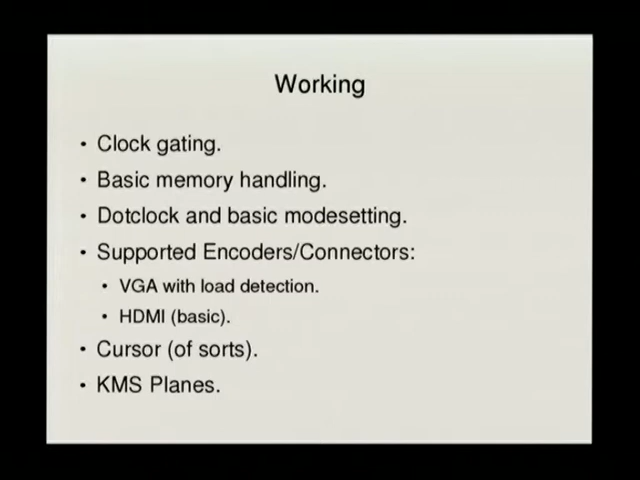 Working
• Clock gating.
• Basic memory handling.
• Dotclock and basic modesetting.
• Supported Encoders/Connectors:
• VGA with load detection.
• HDMI (basic).
• Cursor (of sorts).
• KMS Planes.